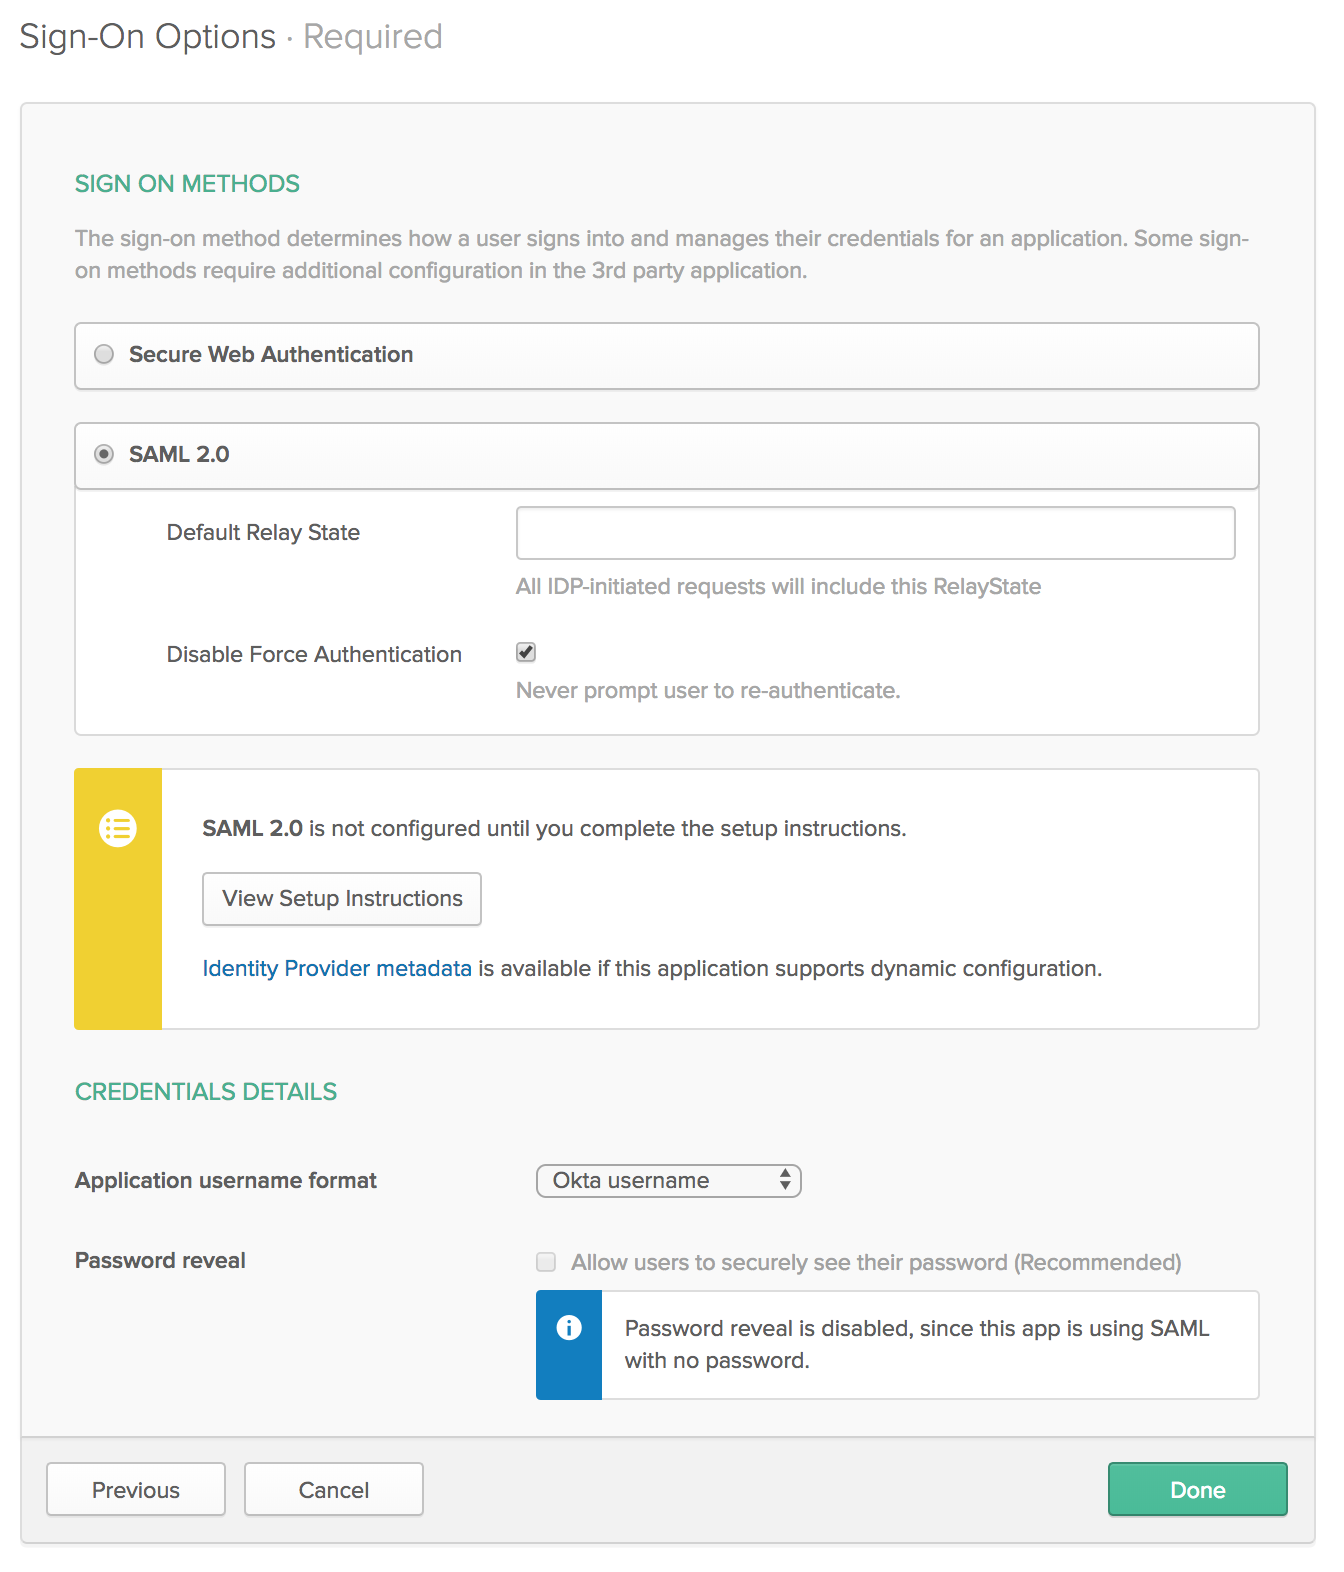 Sign-On Options · Required
SIGN ON METHODS
The sign-on method determines how a user signs into and manages their credentials for an application. Some sign-
on methods require additional configuration in the 3rd party application.
Secure Web Authentication
SAML 2.0
Default Relay State
All IDP-initiated requests will include this RelayState
Disable Force Authentication
Never prompt user to re-authenticate.
SAML 2.0 is not configured until you complete the setup instructions.
View Setup Instructions
Identity Provider metadata is available if this application supports dynamic configuration.
CREDENTIALS DETAILS
Application username format
Okta username
Password reveal
Allow users to securely see their password (Recommended)
Password reveal is disabled, since this app is using SAML
with no password.
Previous
Cancel
Done